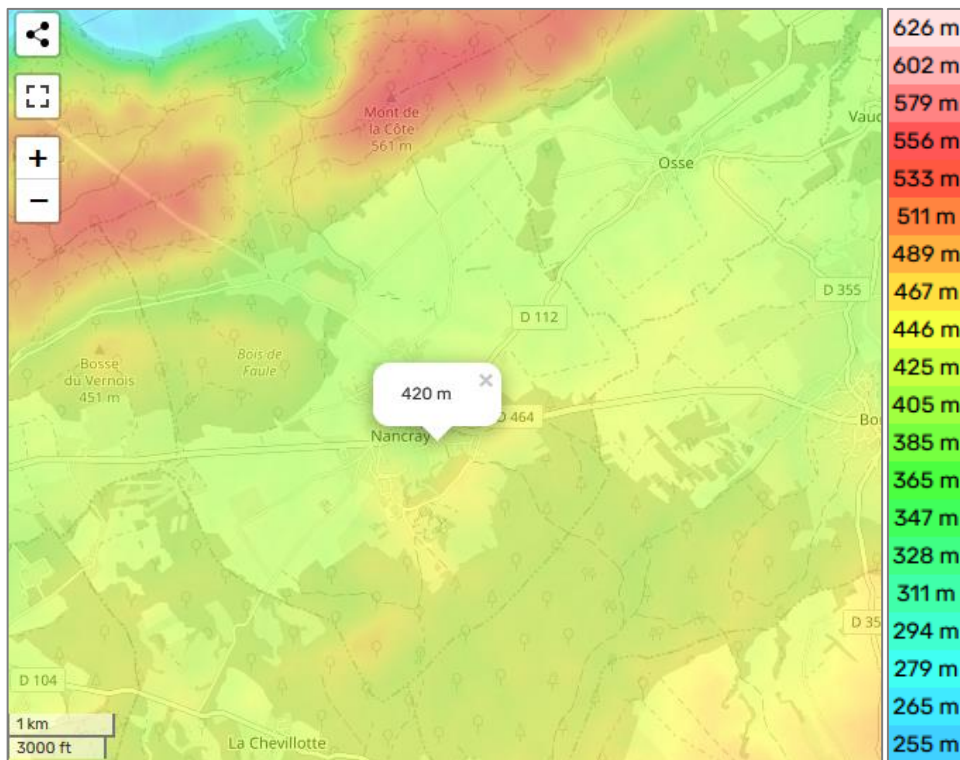 Mont de
la Côte
561 m
Vaud
Osse
D 355
D 112
Bois de
Faule
Bosse
du Vernois
451 m
420 m
×
D 464
Nancray
Bou
D 35
D 104
1 km
3000 ft
La Chevillotte
+
−
626 m
602 m
579 m
556 m
533 m
511 m
489 m
467 m
446 m
425 m
405 m
385 m
365 m
347 m
328 m
311 m
294 m
279 m
265 m
255 m